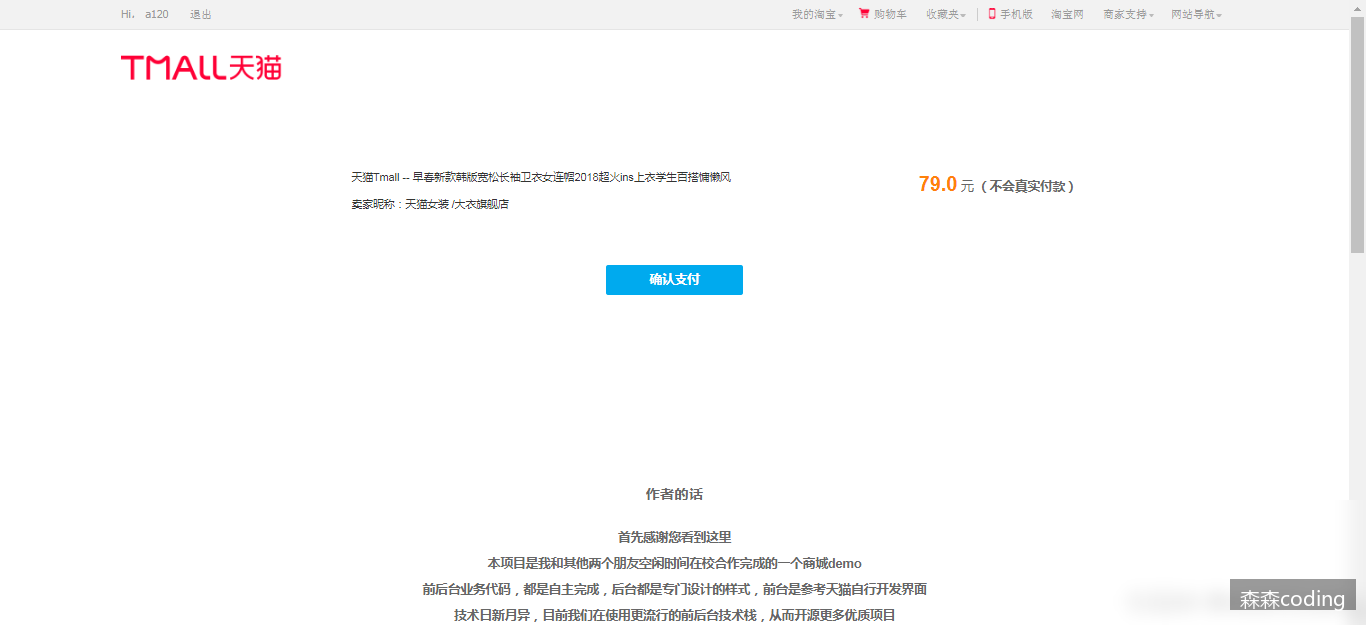 Hi, a120 退出 我的淘宝 购物车 收藏夹 手机版 淘宝网 商家支持 网站导航
TMALL天猫
天猫Tmall -- 早春新款韩版宽松长袖卫衣女连帽2018超火ins上衣学生百搭慵懒风
79.0 元 ( 不会真实付款 )
卖家昵称：天猫女装 /大衣旗舰店
确认支付
作者的话
首先感谢您看到这里
本项目是我和其他两个朋友空闲时间在校合作完成的一个商城demo
前后台业务代码，都是自主完成，后台都是专门设计的样式，前台是参考天猫自行开发界面
技术日新月异，目前我们在使用更流行的前后台技术栈，从而开源更多优质项目
森森coding